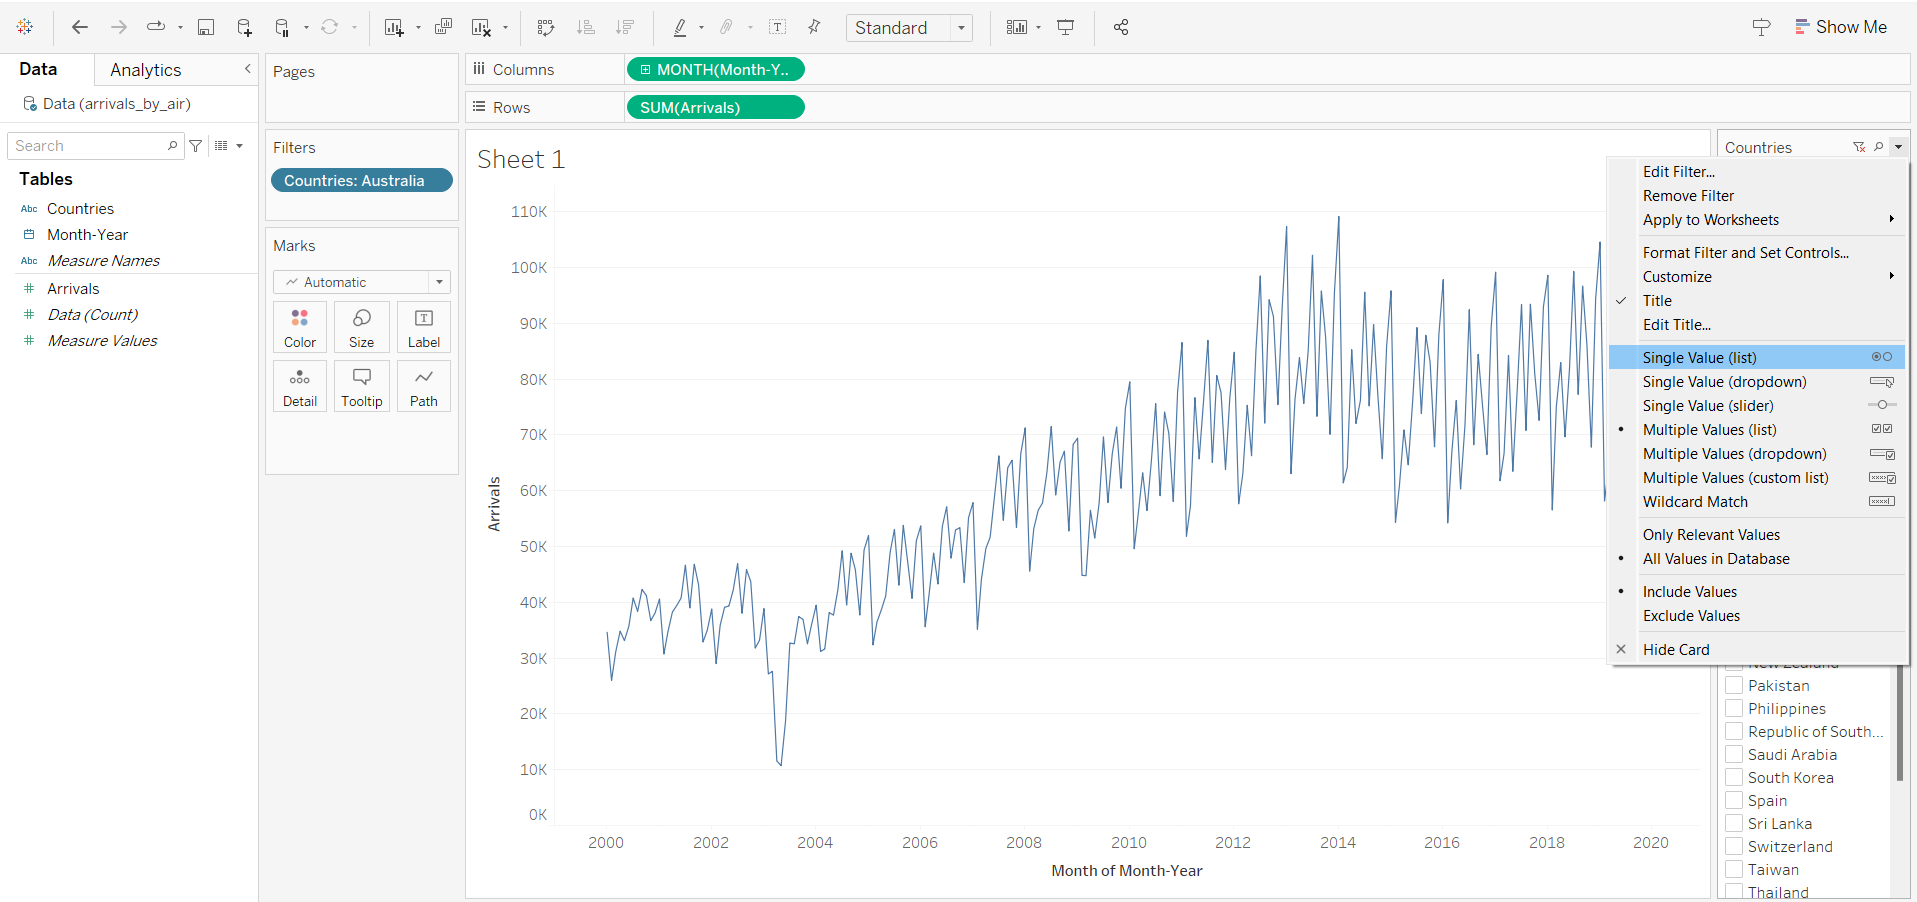 Standard
Show Me
Data
Analytics
Data (arrivals_by_air)
Search
Tables
Abc Countries
Month-Year
Abc Measure Names
# Arrivals
# Data (Count)
# Measure Values
Pages
Filters
Countries: Australia
Marks
Automatic
Color
Size
Label
Detail
Tooltip
Path
Columns
MONTH(Month-Y..
Rows
SUM(Arrivals)
Sheet 1
110K
100K
90K
80K
70K
60K
50K
40K
30K
20K
10K
0K
Arrivals
2000 2002 2004 2006 2008 2010 2012 2014 2016 2018 2020
Month of Month-Year
Countries
Edit Filter...
Remove Filter
Apply to Worksheets
Format Filter and Set Controls...
Customize
Title
Edit Title...
Single Value (list)
Single Value (dropdown)
Single Value (slider)
Multiple Values (list)
Multiple Values (dropdown)
Multiple Values (custom list)
Wildcard Match
Only Relevant Values
All Values in Database
Include Values
Exclude Values
Hide Card
New Zealand
Pakistan
Philippines
Republic of South...
Saudi Arabia
South Korea
Spain
Sri Lanka
Switzerland
Taiwan
Thailand